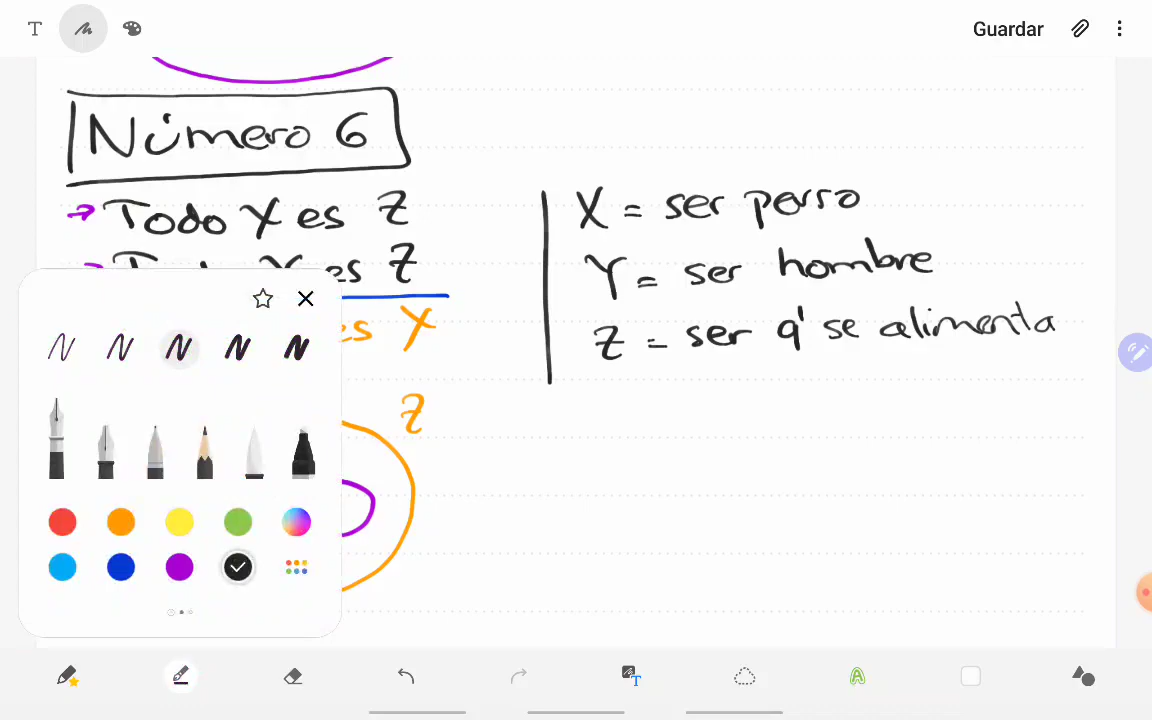 T
Guardar
Número 6
→ Todo X es Z
es Z
es X
X = ser perro
Y = ser hombre
Z = ser q' se alimenta
Z